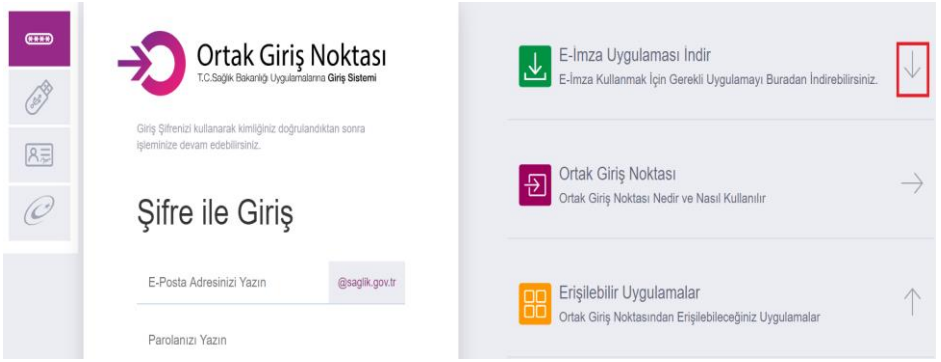 Ortak Giriş Noktası
T.C.Sağlık Bakanlığı Uygulamalarına Giriş Sistemi
Giriş Şifrenizi kullanarak kimliğiniz doğrulandıktan sonra
işleminize devam edebilirsiniz.
Şifre ile Giriş
E-Posta Adresinizi Yazın
@saglik.gov.tr
Parolanızı Yazın
E-İmza Uygulaması İndir
E-İmza Kullanmak İçin Gerekli Uygulamayı Buradan İndirebilirsiniz.
Ortak Giriş Noktası
Ortak Giriş Noktası Nedir ve Nasıl Kullanılır
Erişilebilir Uygulamalar
Ortak Giriş Noktasından Erişilebileceğiniz Uygulamalar